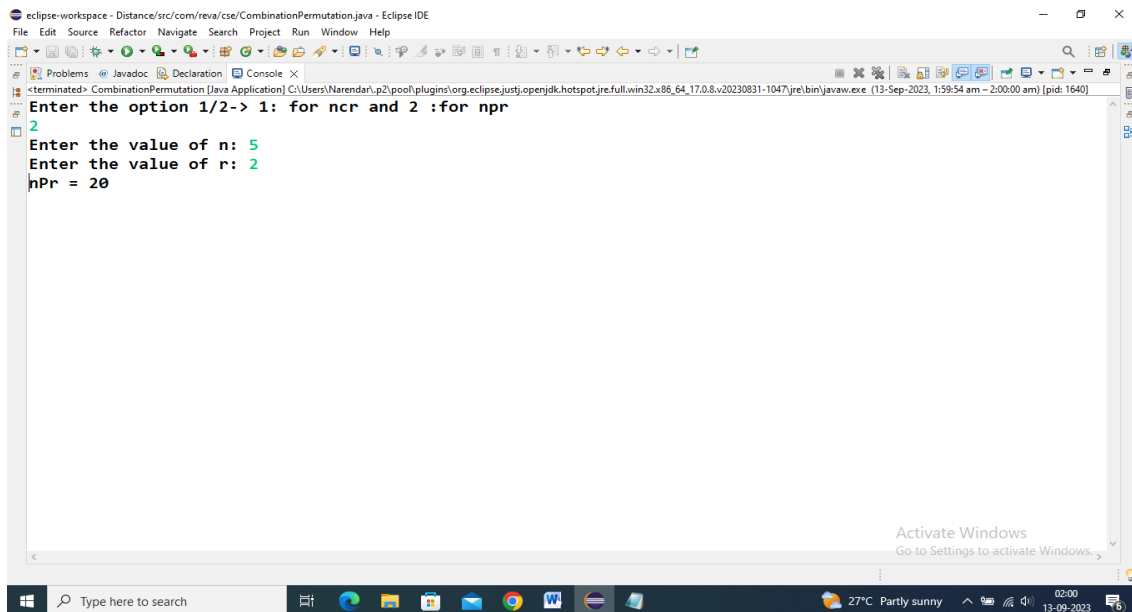 eclipse-workspace - Distance/src/com/reva/cse/CombinationPermutation.java - Eclipse IDE
File Edit Source Refactor Navigate Search Project Run Window Help
Problems @ Javadoc Declaration Console
<terminated> CombinationPermutation [Java Application] C:\Users\Narendar\.p2\pool\plugins\org.eclipse.justj.openjdk.hotspot.jre.full.win32.x86_64_17.0.8.v20230831-1047\jre\bin\javaw.exe (13-Sep-2023, 1:59:54 am – 2:00:00 am) [pid: 1640]
Enter the option 1/2-> 1: for ncr and 2 :for npr
2
Enter the value of n: 5
Enter the value of r: 2
nPr = 20
Activate Windows
Go to Settings to activate Windows.
Type here to search
27°C Partly sunny
02:00
13-09-2023
6